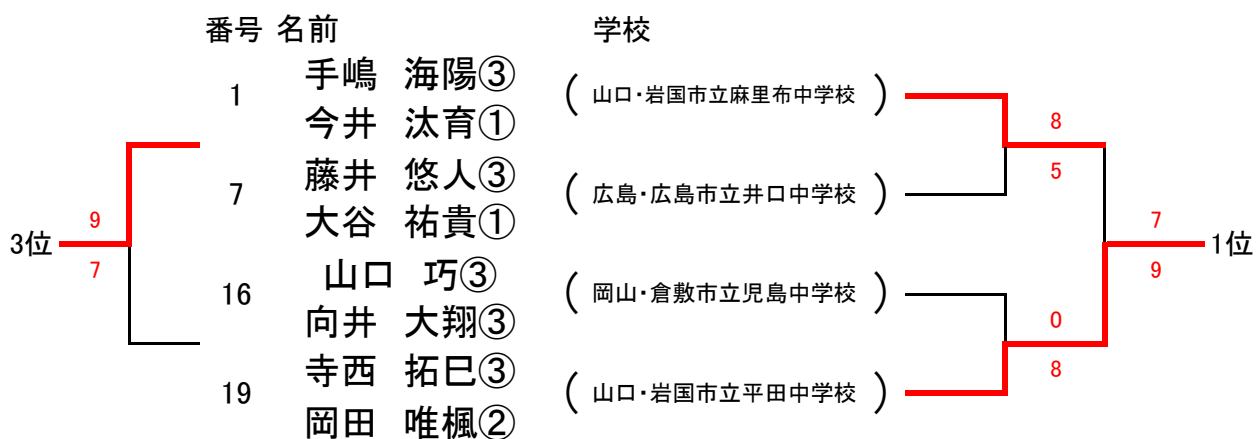 番号 名前 学校
手嶋 海陽③
1 (山口・岩国市立麻里布中学校)
今井 汰育①
8
藤井 悠人③
5
7 (広島・広島市立井口中学校)
大谷 祐貴①
9 7
3位 1位
7 9
山口 巧③
16 (岡山・倉敷市立児島中学校)
向井 大翔③
0
寺西 拓巳③
8
19 (山口・岩国市立平田中学校)
岡田 唯楓②